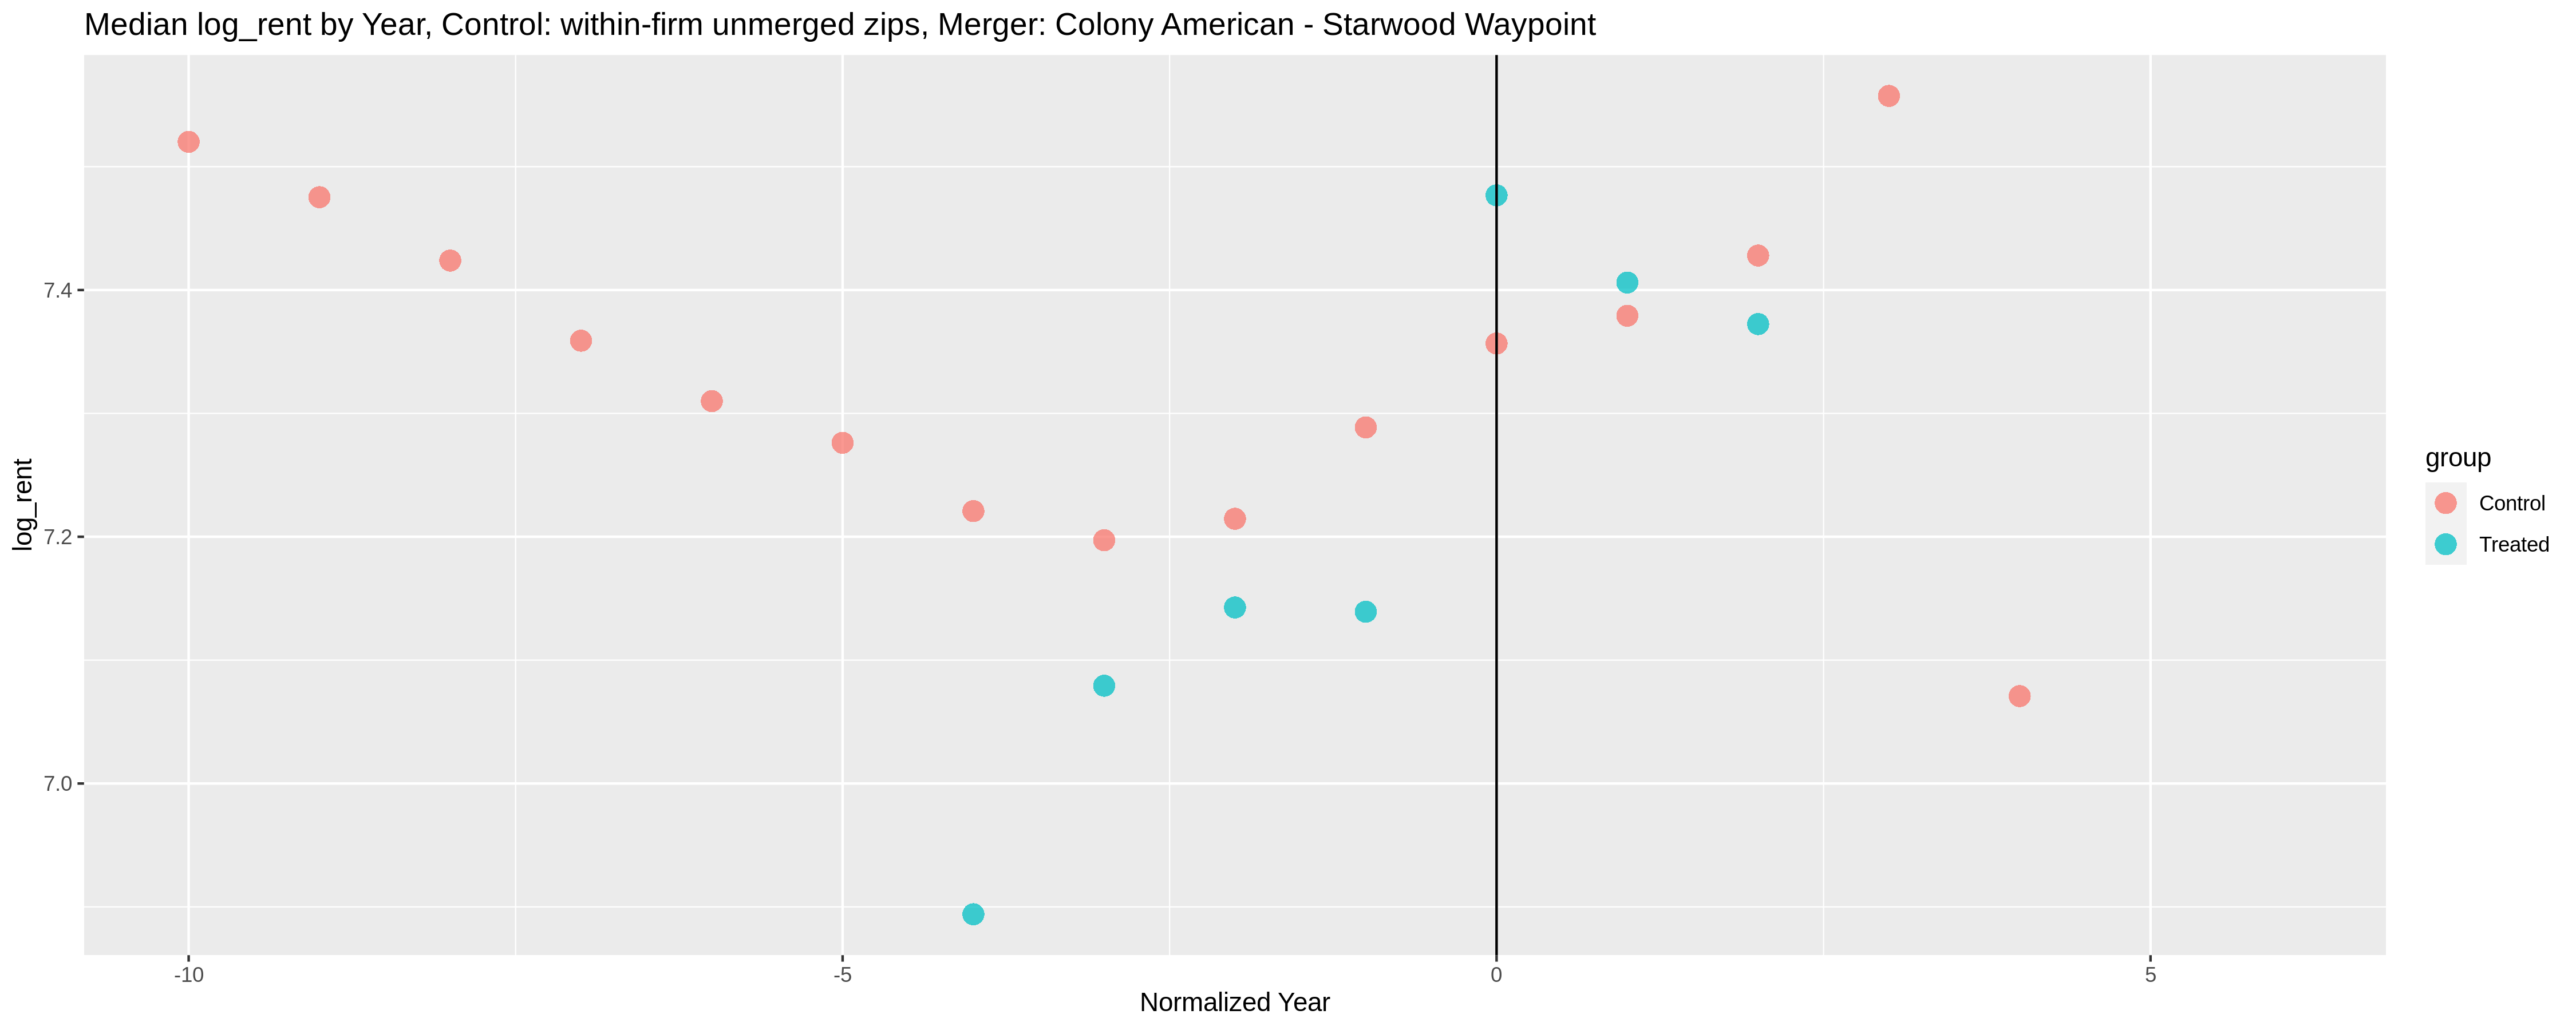 Median log_rent by Year, Control: within-firm unmerged zips, Merger: Colony American - Starwood Waypoint
log_rent
7.4
7.2
7.0
-10
-5
0
5
Normalized Year
group
Control
Treated